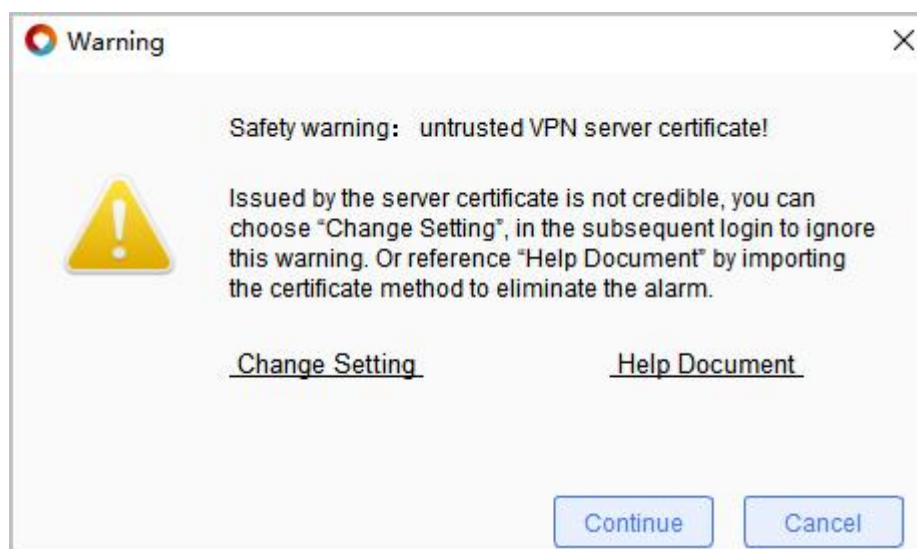 Warning
Safety warning： untrusted VPN server certificate!
Issued by the server certificate is not credible, you can
choose “Change Setting”, in the subsequent login to ignore
this warning. Or reference “Help Document” by importing
the certificate method to eliminate the alarm.
Change Setting Help Document
Continue Cancel